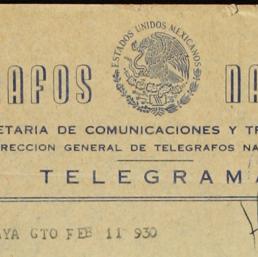 ESTADOS UNIDOS MEXICANOS
AFOS NA
ETARIA DE COMUNICACIONES Y TR
DIRECCION GENERAL DE TELEGRAFOS NA
TELEGRAMA
AYA GTO FEB 11 930